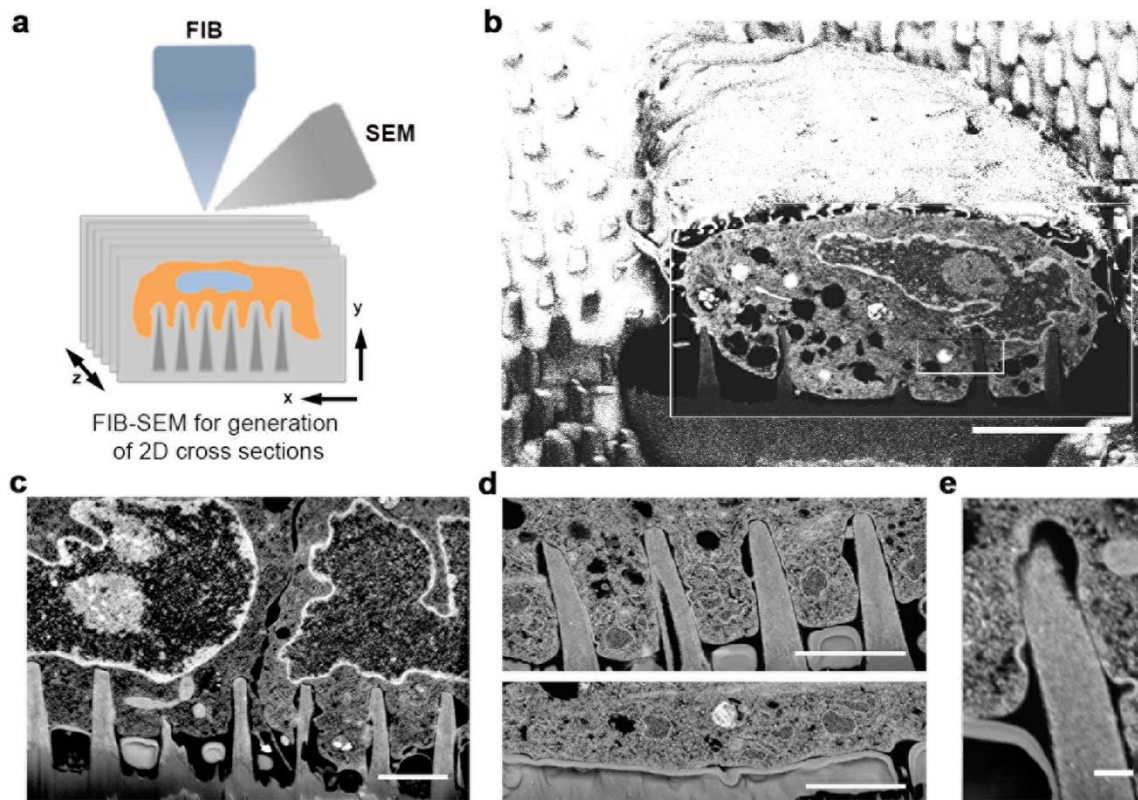 a
FIB
SEM
y
z
x
FIB-SEM for generation
of 2D cross sections
b
c
d
e